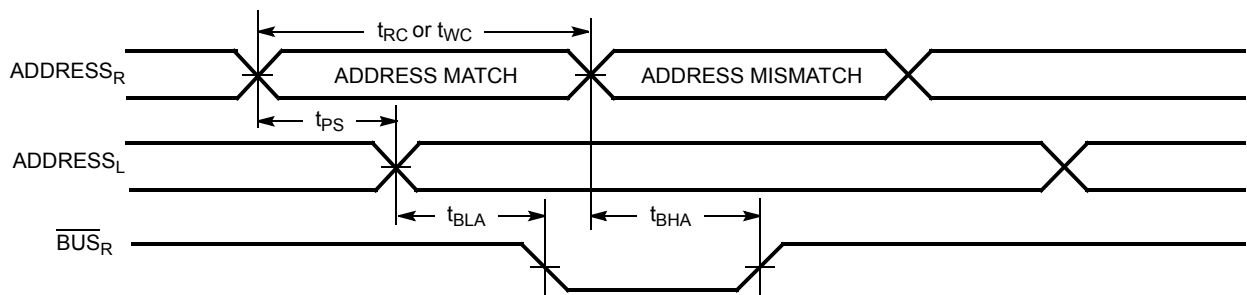 tRC or tWC
ADDRESSR
ADDRESS MATCH
ADDRESS MISMATCH
tPS
ADDRESSL
tBLA
tBHA
BUSR